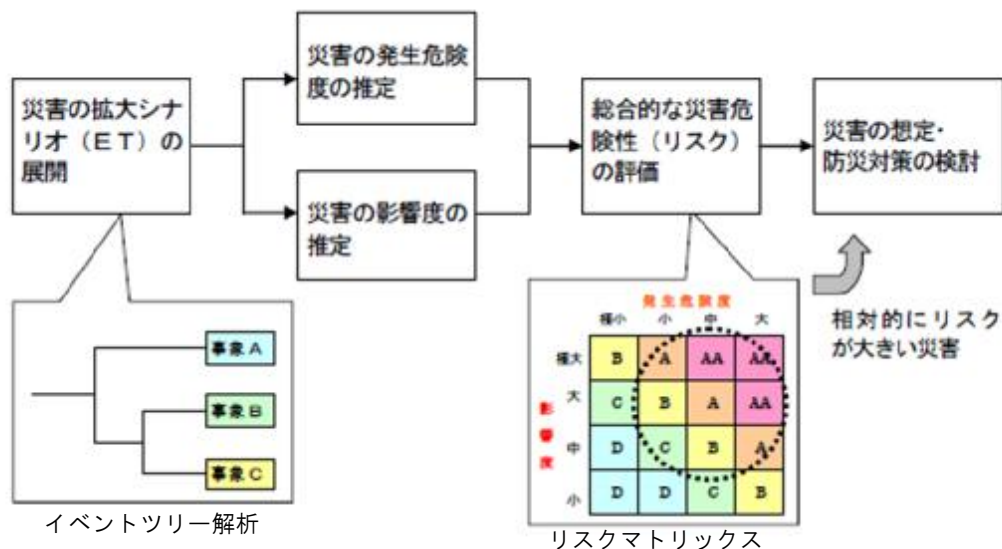 災害の拡大シナ
リオ（ＥＴ）の
展開
災害の発生危険
度の推定
災害の影響度の
推定
総合的な災害危
険性（リスク）
の評価
災害の想定・
防災対策の検討
事象Ａ
事象Ｂ
事象Ｃ
イベントツリー解析
発生危険度
極小 小 中 大
影響度
極大 B A AA AA
大 C B A AA
中 D C B A
小 D D C B
リスクマトリックス
相対的にリスク
が大きい災害